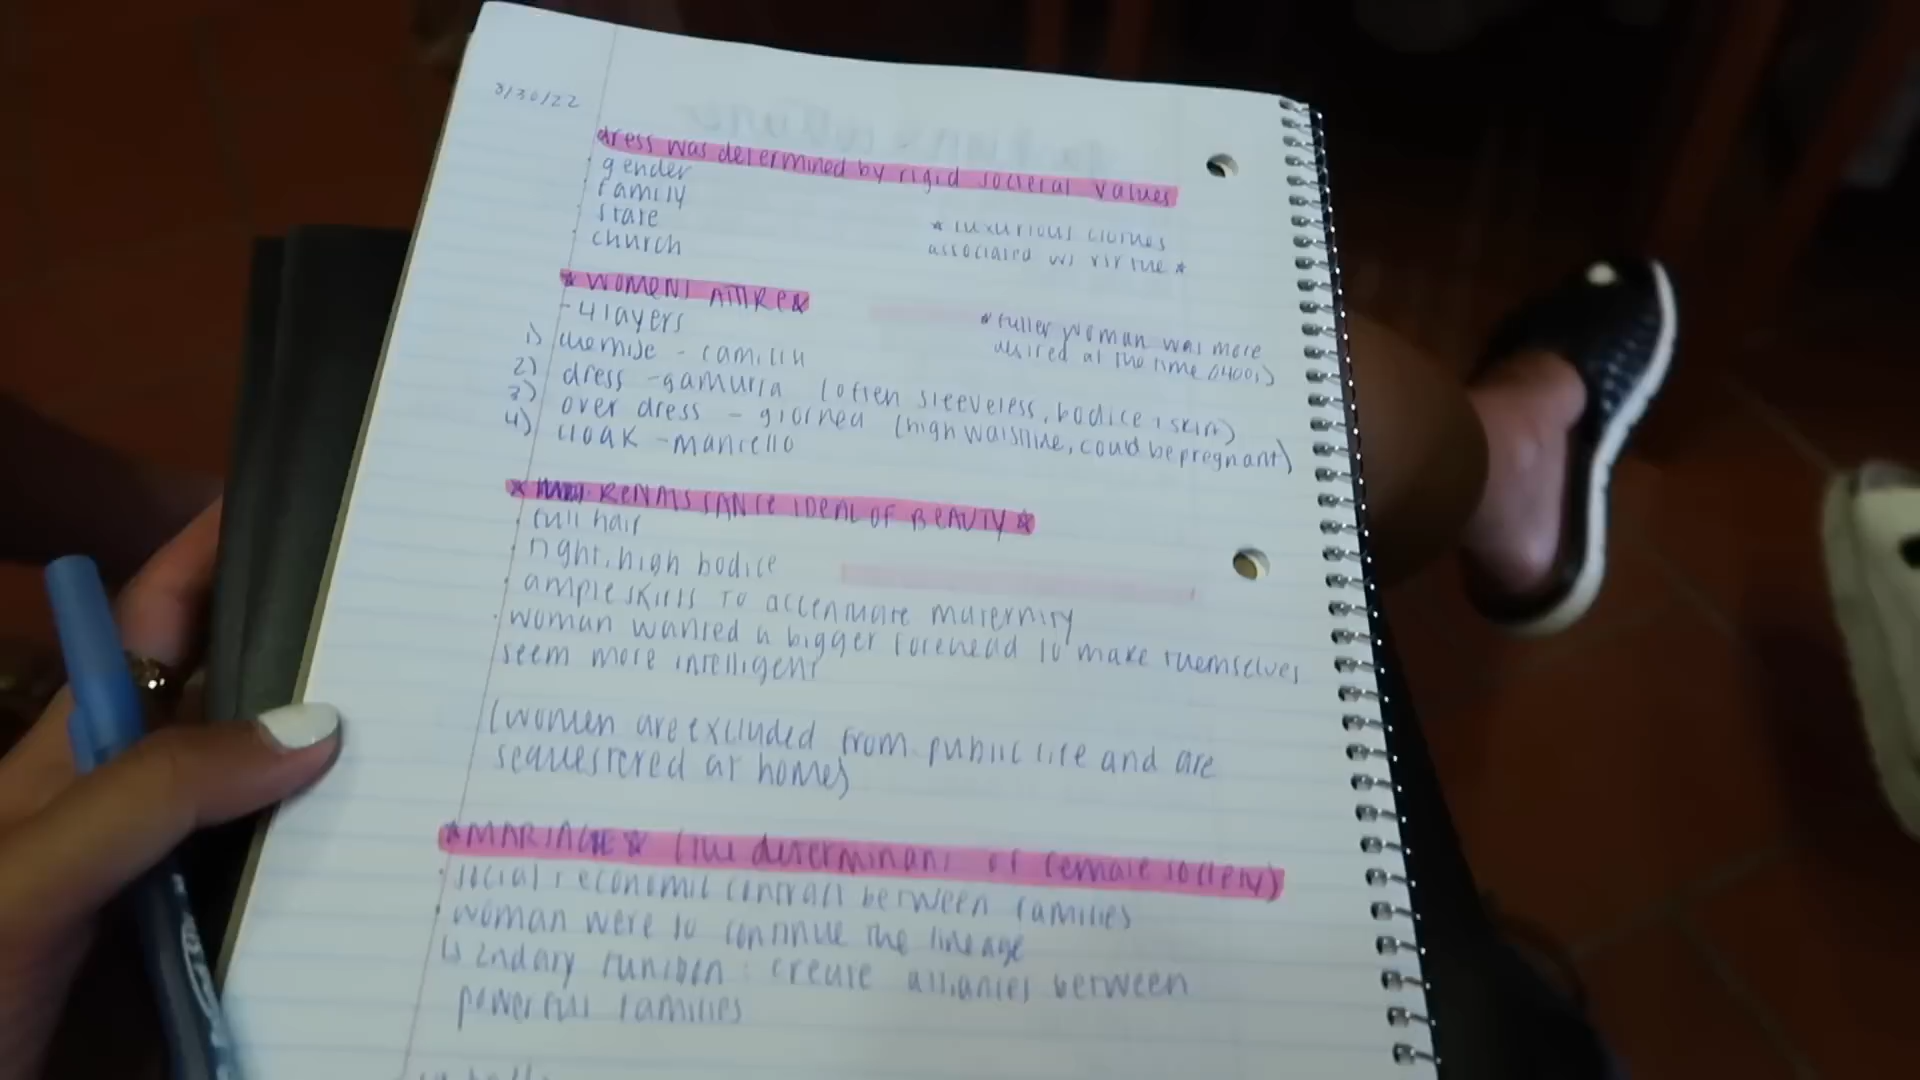 8/30/22
dress was determined by rigid societal values
gender
family
state
church
* luxurious clothes
associated w/ virtue *
* WOMENS ATTIRE *
- 4 layers
* fuller woman was more
desired at the time (1400s)
1) chemise - camicia
2) dress - gamurra (often sleeveless, bodice & skirt)
3) over dress - giornea (high waistline, could be pregnant)
4) cloak - mantello
* RENAISSANCE IDEAL OF BEAUTY *
full hair
tight, high bodice
ample skirts to accentuate maternity
woman wanted a bigger forehead to make themselves
seem more intelligent
(women are excluded from public life and are
sequestered at home)
*MARIAGE* (the determinant of female society)
social & economic contract between families
woman were to continue the lineage
↳ 2ndary function: create alliances between
powerful families